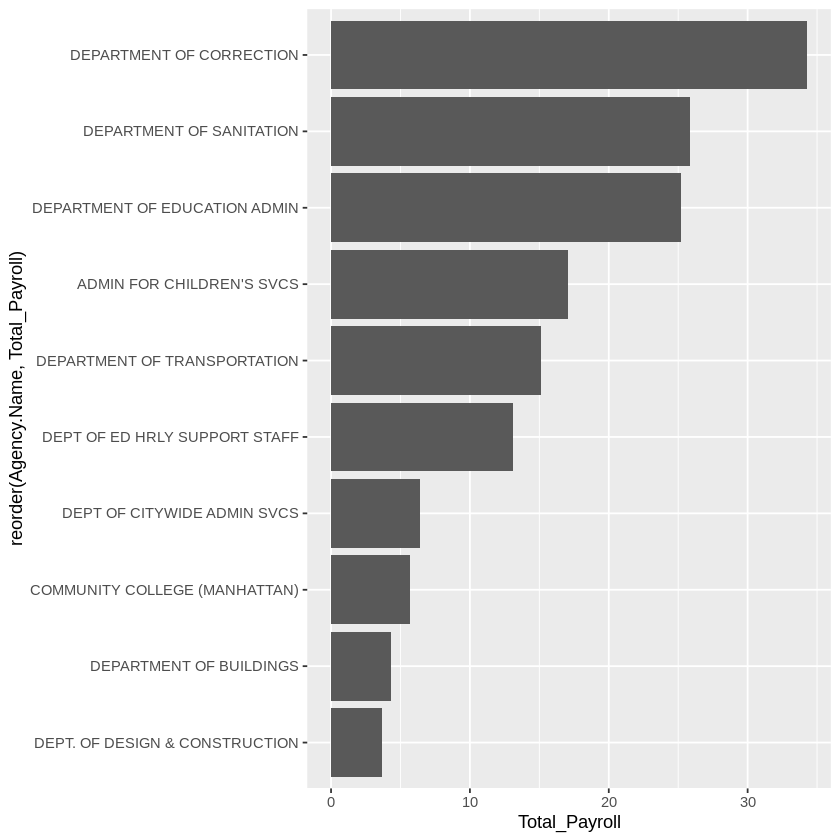 reorder(Agency.Name, Total_Payroll)
DEPARTMENT OF CORRECTION
DEPARTMENT OF SANITATION
DEPARTMENT OF EDUCATION ADMIN
ADMIN FOR CHILDREN'S SVCS
DEPARTMENT OF TRANSPORTATION
DEPT OF ED HRLY SUPPORT STAFF
DEPT OF CITYWIDE ADMIN SVCS
COMMUNITY COLLEGE (MANHATTAN)
DEPARTMENT OF BUILDINGS
DEPT. OF DESIGN & CONSTRUCTION
0 10 20 30
Total_Payroll